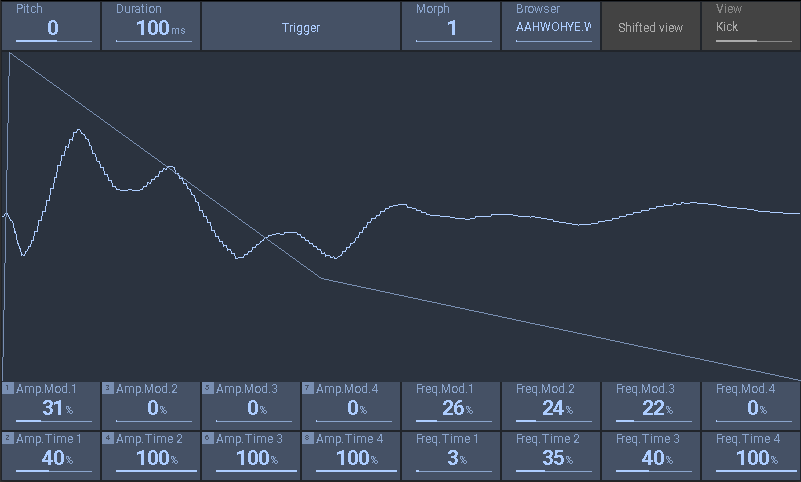 Pitch Duration Trigger Morph Browser Shifted view View
0 100 ms 1 AAHWOHYE.W Kick
1 Amp.Mod.1 3 Amp.Mod.2 5 Amp.Mod.3 7 Amp.Mod.4 Freq.Mod.1 Freq.Mod.2 Freq.Mod.3 Freq.Mod.4
31% 0% 0% 0% 26% 24% 22% 0%
2 Amp.Time 1 4 Amp.Time 2 6 Amp.Time 3 8 Amp.Time 4 Freq.Time 1 Freq.Time 2 Freq.Time 3 Freq.Time 4
40% 100% 100% 100% 3% 35% 40% 100%